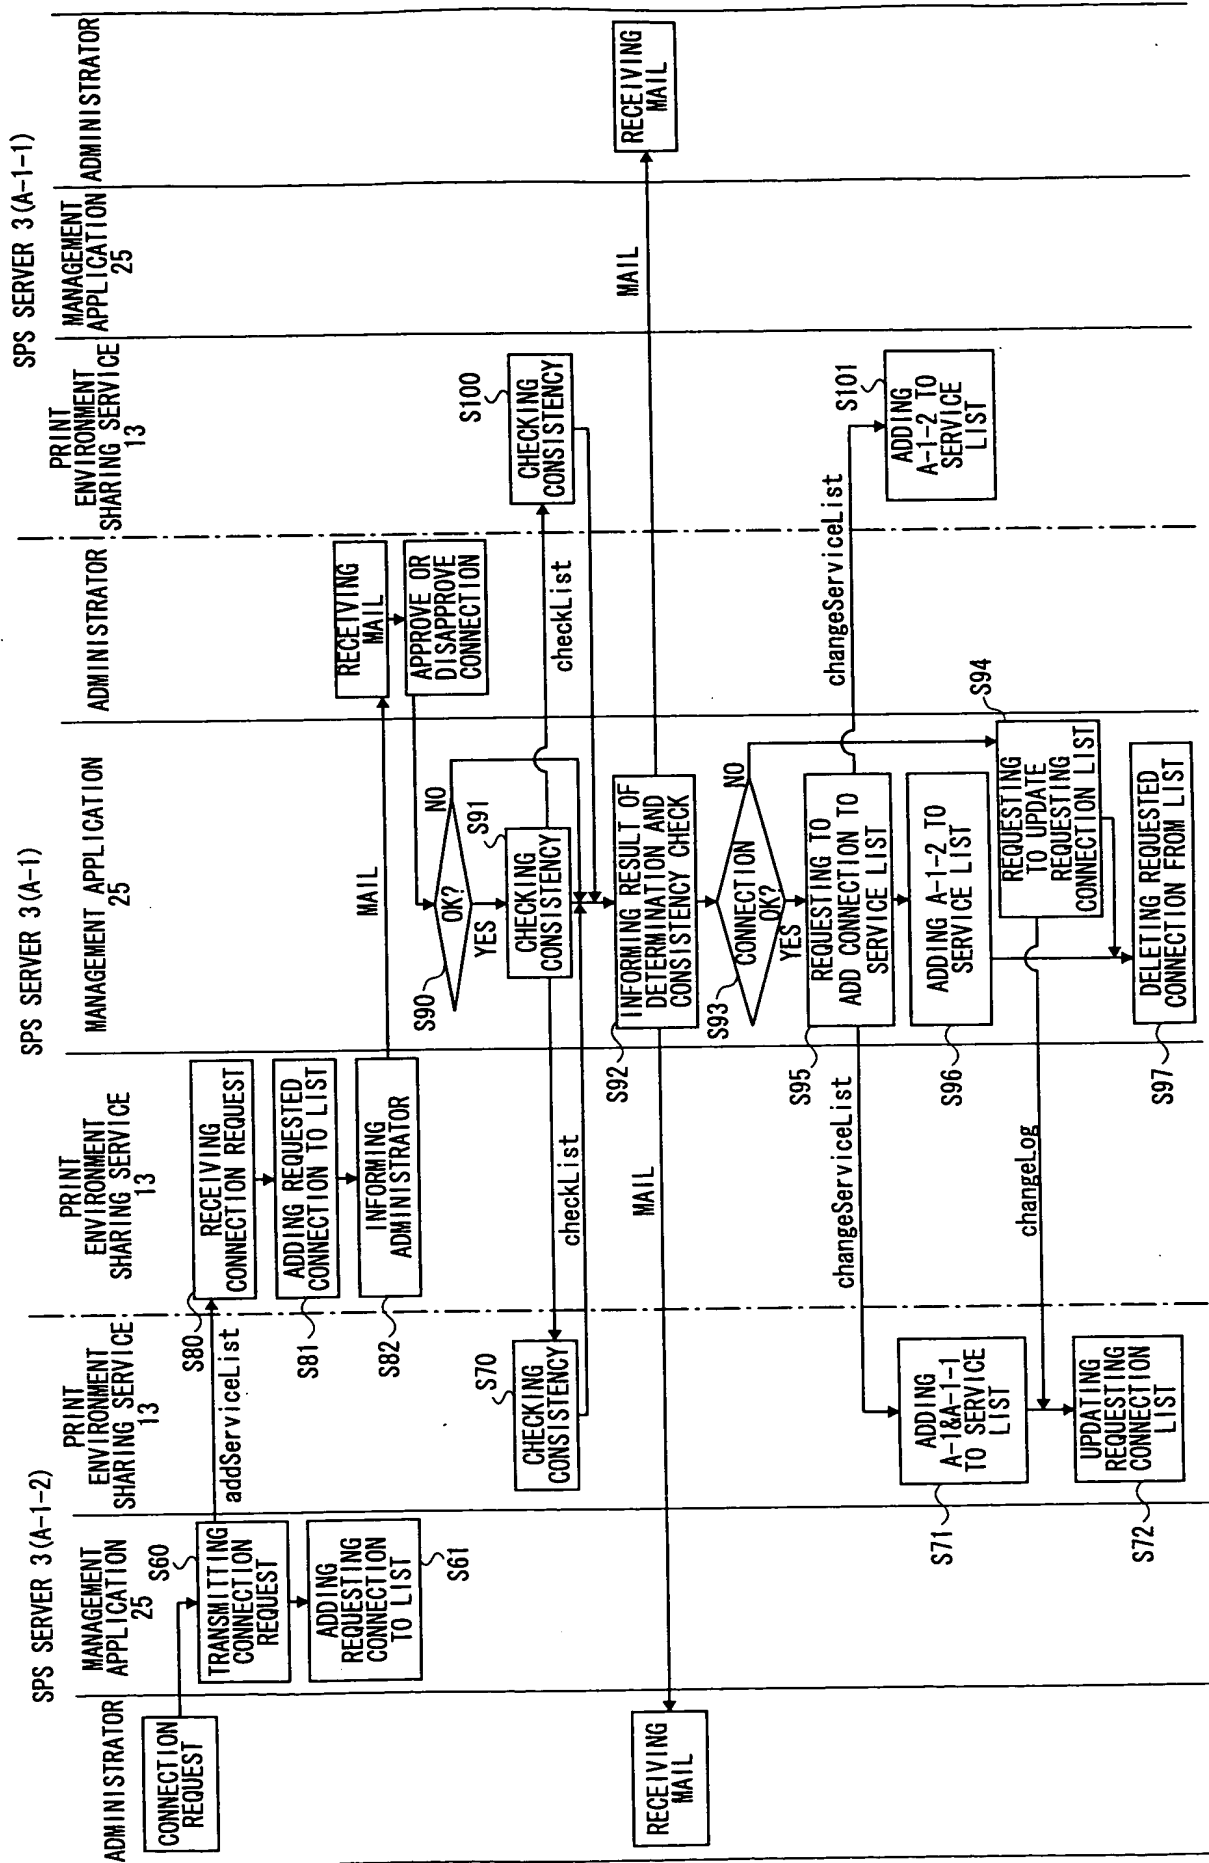 SPS SERVER 3(A-1-2)
SPS SERVER 3(A-1)
SPS SERVER 3(A-1-1)
ADMINISTRATOR
MANAGEMENT
APPLICATION
25
PRINT
ENVIRONMENT
SHARING SERVICE
13
PRINT
ENVIRONMENT
SHARING SERVICE
13
MANAGEMENT APPLICATION
25
ADMINISTRATOR
PRINT
ENVIRONMENT
SHARING SERVICE
13
MANAGEMENT
APPLICATION
25
ADMINISTRATOR
CONNECTION
REQUEST
S60
TRANSMITTING
CONNECTION
REQUEST
addServiceList
S80
RECEIVING
CONNECTION REQUEST
ADDING
REQUESTING
CONNECTION
TO LIST
S61
S81
ADDING REQUESTED
CONNECTION TO LIST
S82
INFORMING
ADMINISTRATOR
MAIL
RECEIVING
MAIL
APPROVE OR
DISAPPROVE
CONNECTION
S90
OK?
NO
YES
S91
CHECKING
CONSISTENCY
S70
CHECKING
CONSISTENCY
checkList
checkList
S100
CHECKING
CONSISTENCY
S92
INFORMING RESULT OF
DETERMINATION AND
CONSISTENCY CHECK
MAIL
RECEIVING
MAIL
MAIL
RECEIVING
MAIL
S93
CONNECTION
OK?
NO
YES
S95
REQUESTING TO
ADD CONNECTION TO
SERVICE LIST
changeServiceList
changeServiceList
S71
ADDING
A-1&A-1-1
TO SERVICE
LIST
S101
ADDING
A-1-2 TO
SERVICE
LIST
S96
ADDING A-1-2 TO
SERVICE LIST
S94
REQUESTING
TO UPDATE
REQUESTING
CONNECTION LIST
changeLog
S72
UPDATING
REQUESTING
CONNECTION
LIST
S97
DELETING REQUESTED
CONNECTION FROM LIST